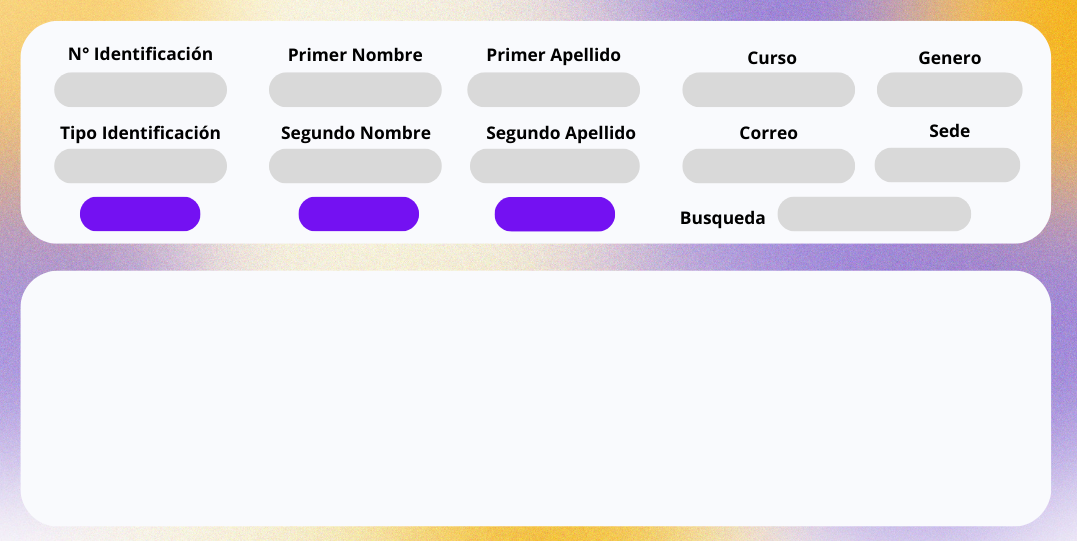 N° Identificación
Primer Nombre
Primer Apellido
Curso
Genero
Tipo Identificación
Segundo Nombre
Segundo Apellido
Correo
Sede
Busqueda